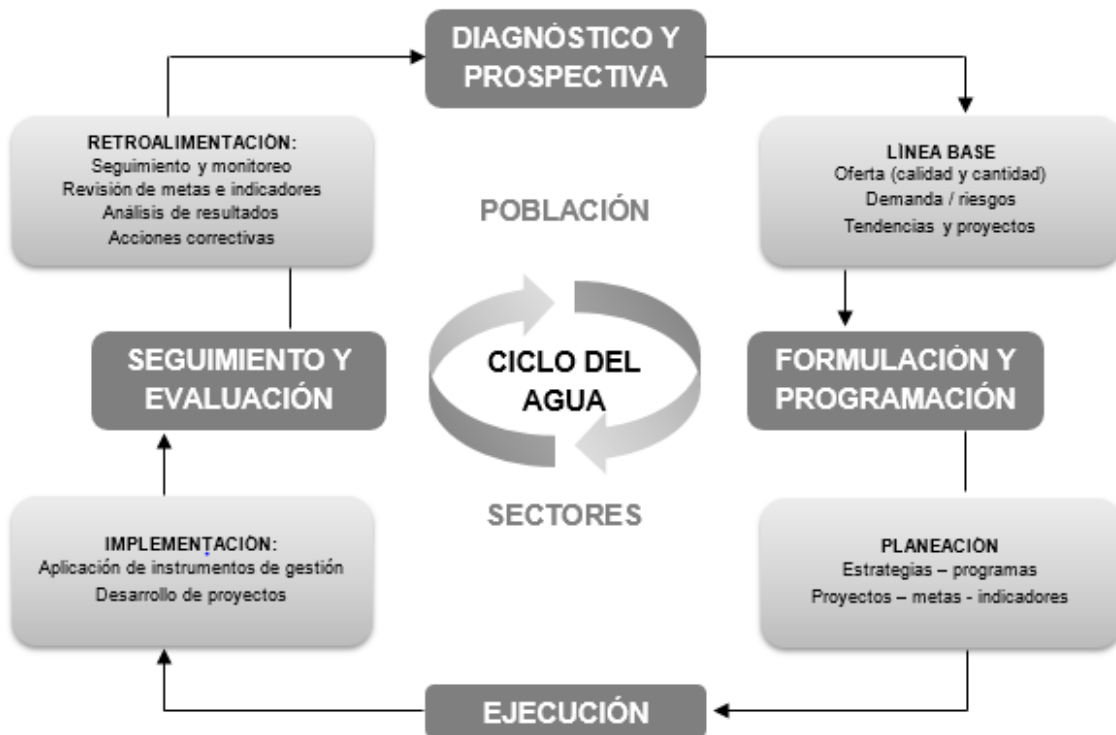 DIAGNÓSTICO Y
PROSPECTIVA
RETROALIMENTACIÓN:
Seguimiento y monitoreo
Revisión de metas e indicadores
Análisis de resultados
Acciones correctivas
LÌNEA BASE
Oferta (calidad y cantidad)
Demanda / riesgos
Tendencias y proyectos
POBLACIÓN
SEGUIMIENTO Y
EVALUACIÓN
CICLO DEL
AGUA
FORMULACIÓN Y
PROGRAMACIÓN
SECTORES
IMPLEMENTACIÓN:
Aplicación de instrumentos de gestión
Desarrollo de proyectos
PLANEACIÓN
Estrategias – programas
Proyectos – metas - indicadores
EJECUCIÓN